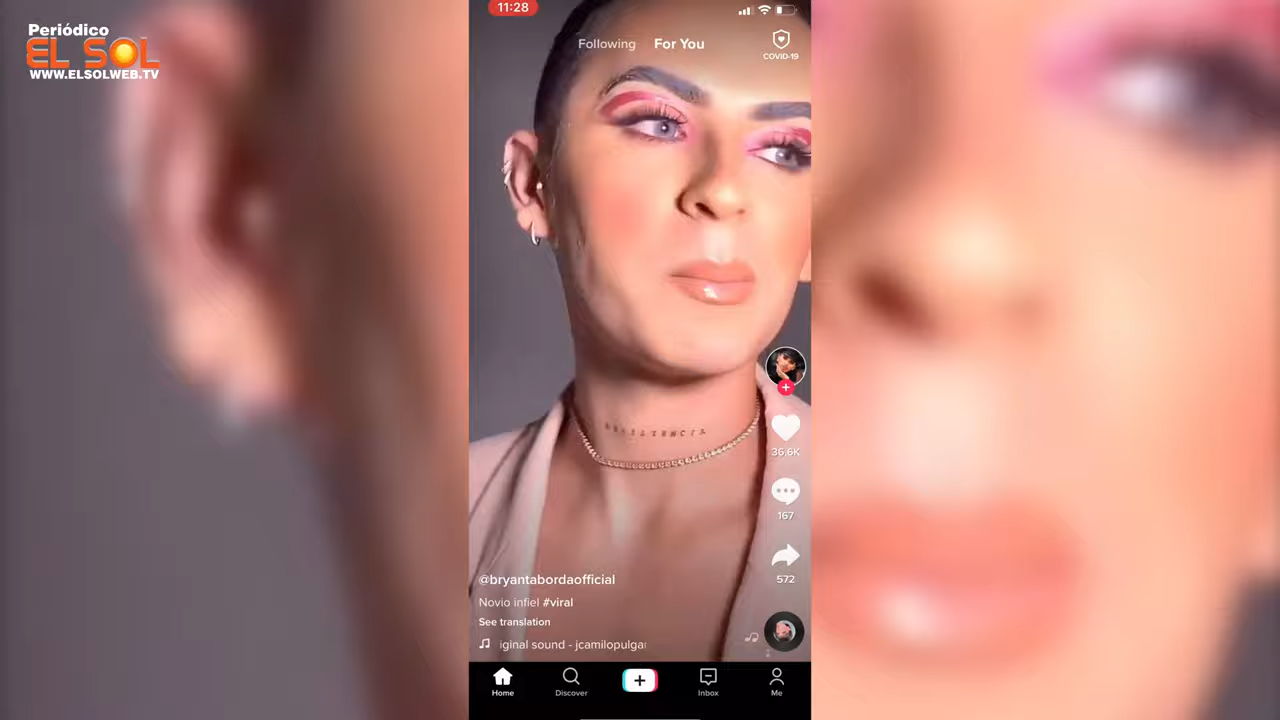 Periódico
EL SOL
WWW.ELSOLWEB.TV
11:28
Following For You
COVID-19
36.6K
167
572
@bryantabordaofficial
Novio infiel #viral
See translation
iginal sound - jcamilopulgar
Home Discover Inbox Me